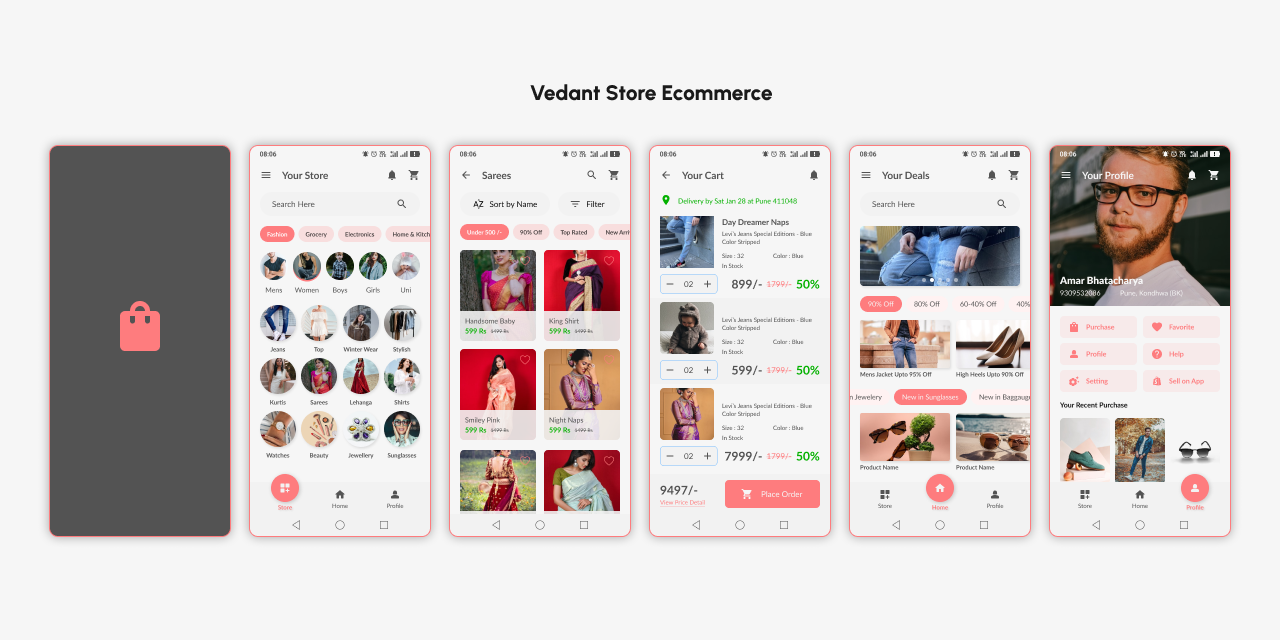 Vedant Store Ecommerce
08:06
Your Store
Search Here
Fashion Grocery Electronics Home & Kitch
Mens Women Boys Girls Uni
Jeans Top Winter Wear Stylish
Kurtis Sarees Lehanga Shirts
Watches Beauty Jewellery Sunglasses
Store Home Profile
08:06
Sarees
Sort by Name Filter
Under 500 /- 90% Off Top Rated New Arri
Handsome Baby King Shirt
599 Rs 1499 Rs 599 Rs 1499 Rs
Smiley Pink Night Naps
599 Rs 1499 Rs 599 Rs 1499 Rs
08:06
Your Cart
Delivery by Sat Jan 28 at Pune 411048
Day Dreamer Naps
Levi's Jeans Special Editions - Blue
Color Stripped
Size : 32 Color : Blue
In Stock
02 899/- 1799/- 50%
Levi's Jeans Special Editions - Blue
Color Stripped
Size : 32 Color : Blue
In Stock
02 599/- 1799/- 50%
Levi's Jeans Special Editions - Blue
Color Stripped
Size : 32 Color : Blue
In Stock
02 7999/- 1799/- 50%
9497/- Place Order
View Price Detail
08:06
Your Deals
Search Here
90% Off 80% Off 60-40% Off 40%
Mens Jacket Upto 95% Off High Heels Upto 90% Off
n Jewelery New in Sunglasses New in Baggaug
Product Name Product Name
Store Home Profile
08:06
Your Profile
Amar Bhatacharya
9309532086 Pune, Kondhwa (BK)
Purchase Favorite
Profile Help
Setting Sell on App
Your Recent Purchase
Store Home Profile